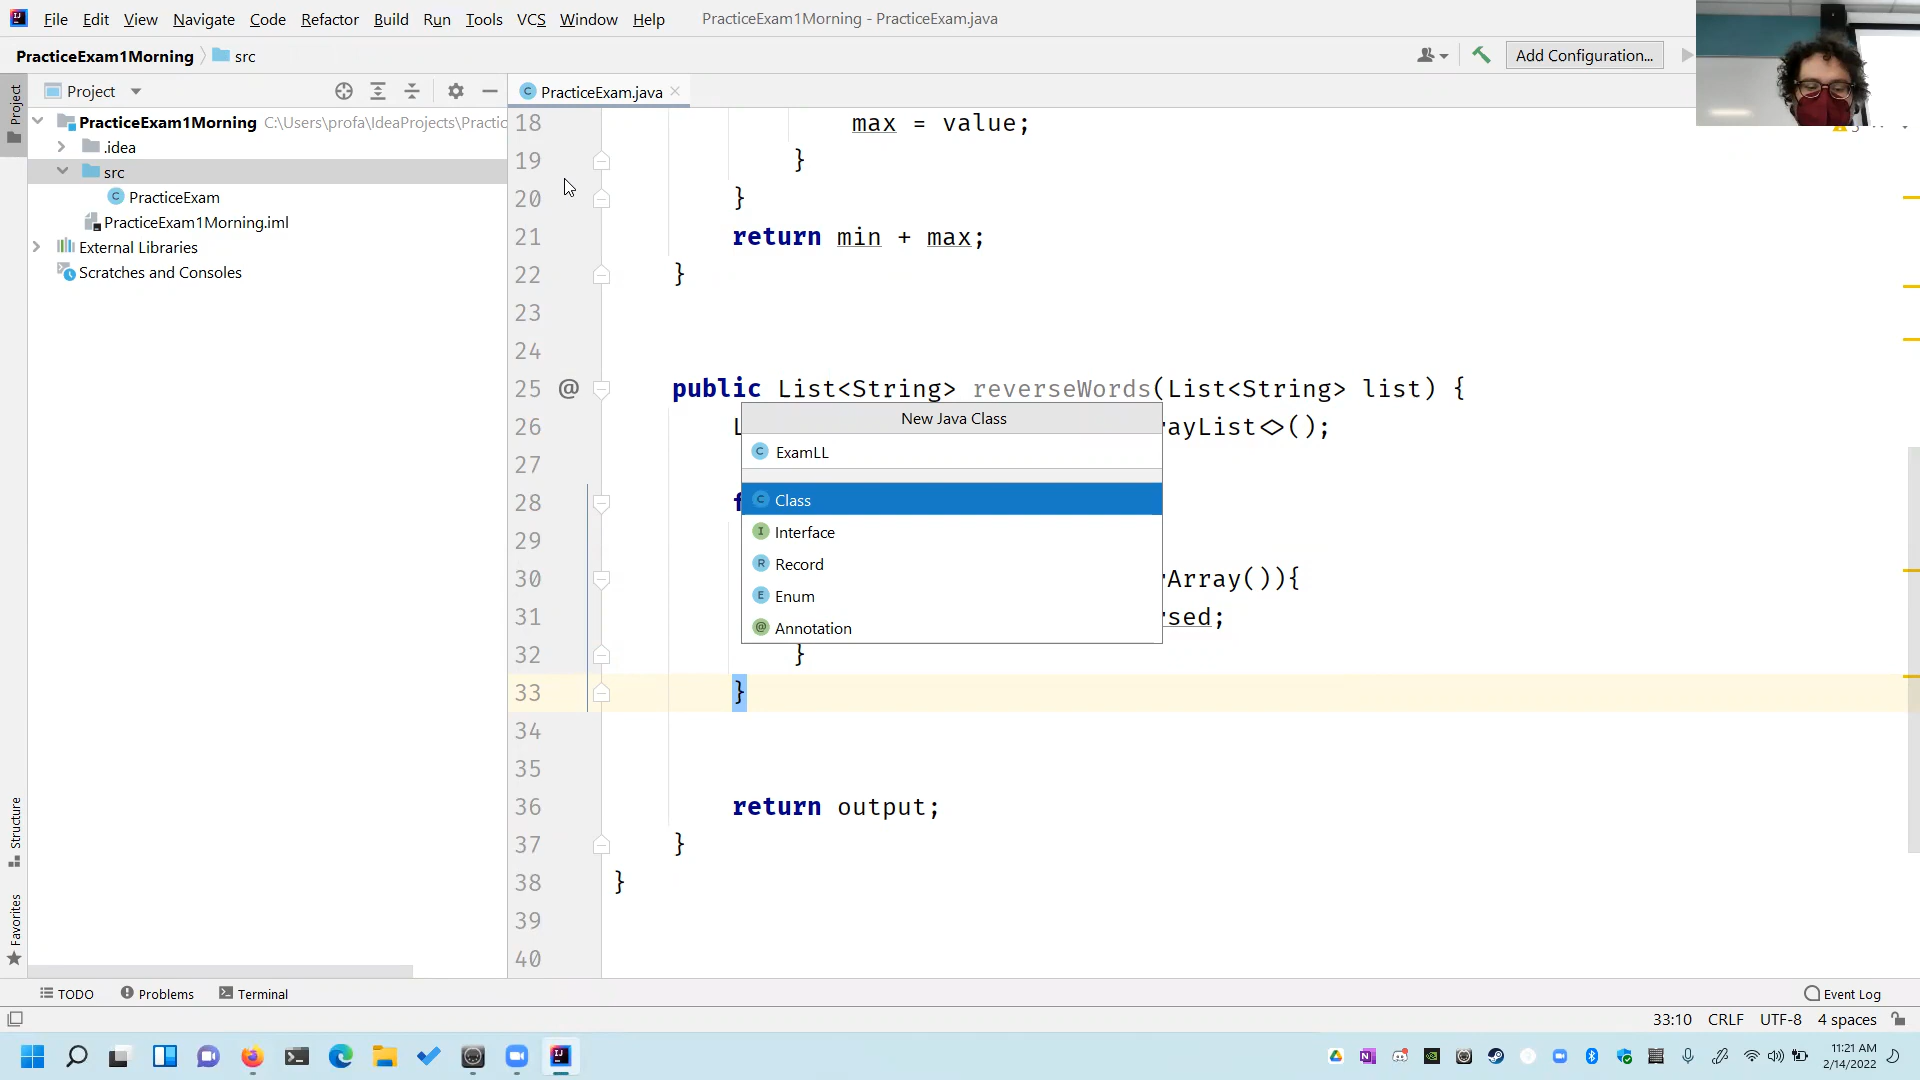 File Edit View Navigate Code Refactor Build Run Tools VCS Window Help PracticeExam1Morning - PracticeExam.java
PracticeExam1Morning src Add Configuration...
Project
PracticeExam.java
PracticeExam1Morning C:\Users\profa\IdeaProjects\Practic
.idea
src
PracticeExam
PracticeExam1Morning.iml
External Libraries
Scratches and Consoles
Project
Structure
Favorites
18 max = value;
19 }
20 }
21 return min + max;
22 }
23
24
25 @ public List<String> reverseWords(List<String> list) {
26 L ayList<>();
27
28 f
29
30 rArray()){
31 sed;
32 }
33 }
34
35
36 return output;
37 }
38 }
39
40
New Java Class
ExamLL
Class
Interface
Record
Enum
Annotation
TODO Problems Terminal Event Log
33:10 CRLF UTF-8 4 spaces
11:21 AM
2/14/2022